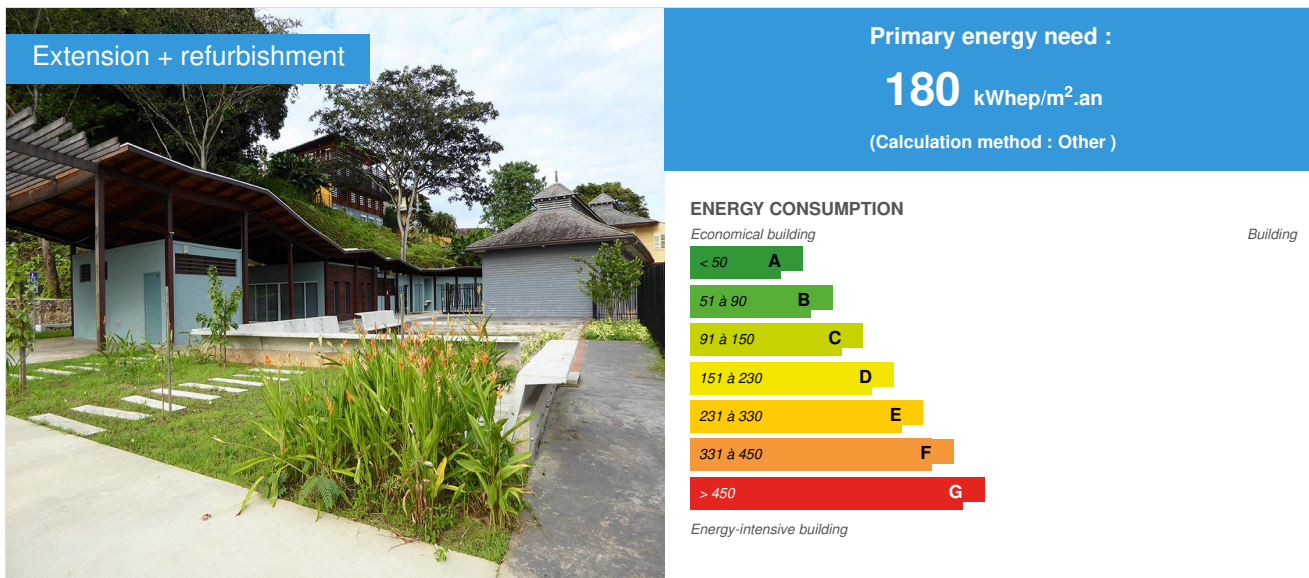 Extension + refurbishment
Primary energy need :
180 kWhep/m².an
(Calculation method : Other )
ENERGY CONSUMPTION
Economical building
Building
< 50 A
51 à 90 B
91 à 150 C
151 à 230 D
231 à 330 E
331 à 450 F
> 450 G
Energy-intensive building